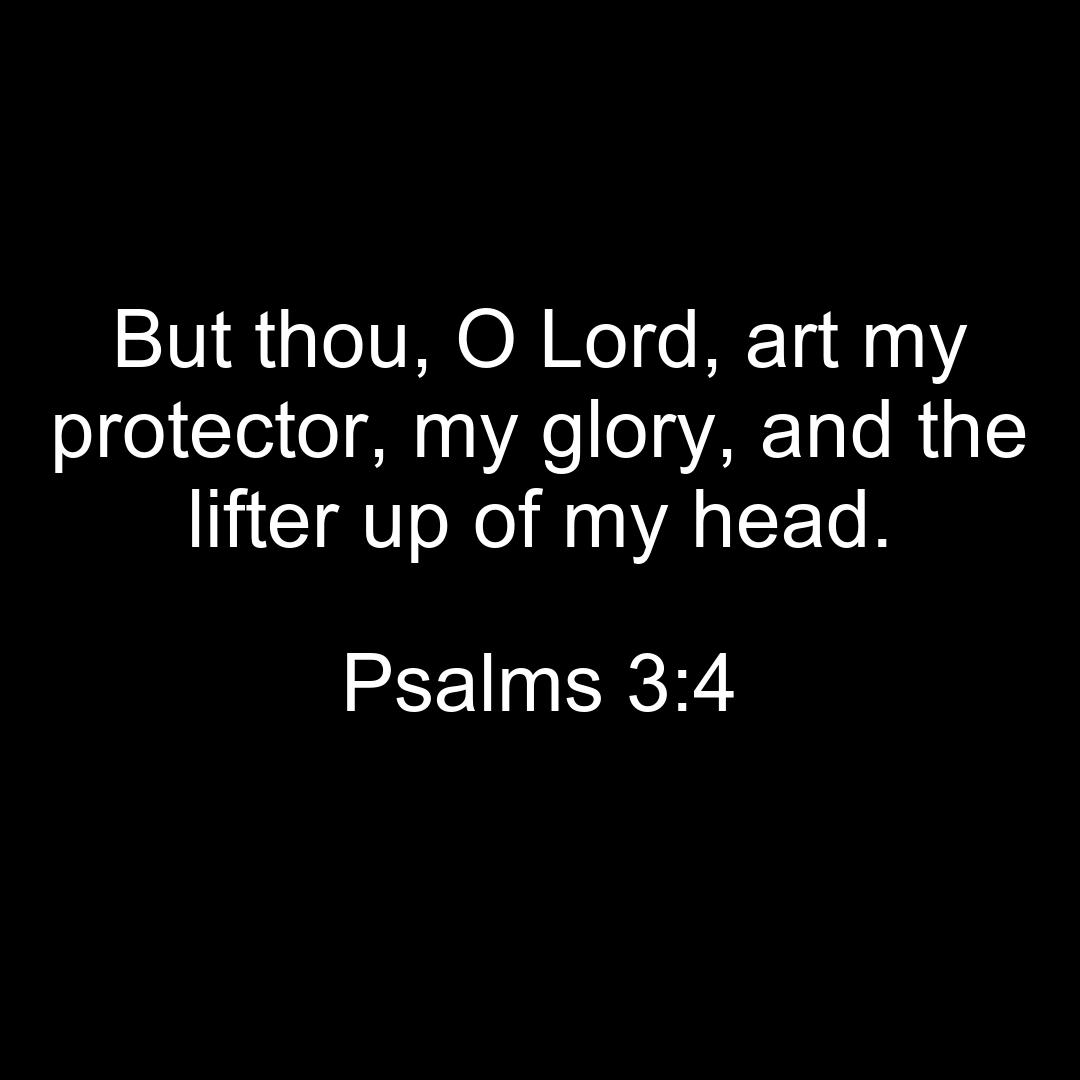 But thou, O Lord, art my
protector, my glory, and the
lifter up of my head.
Psalms 3:4